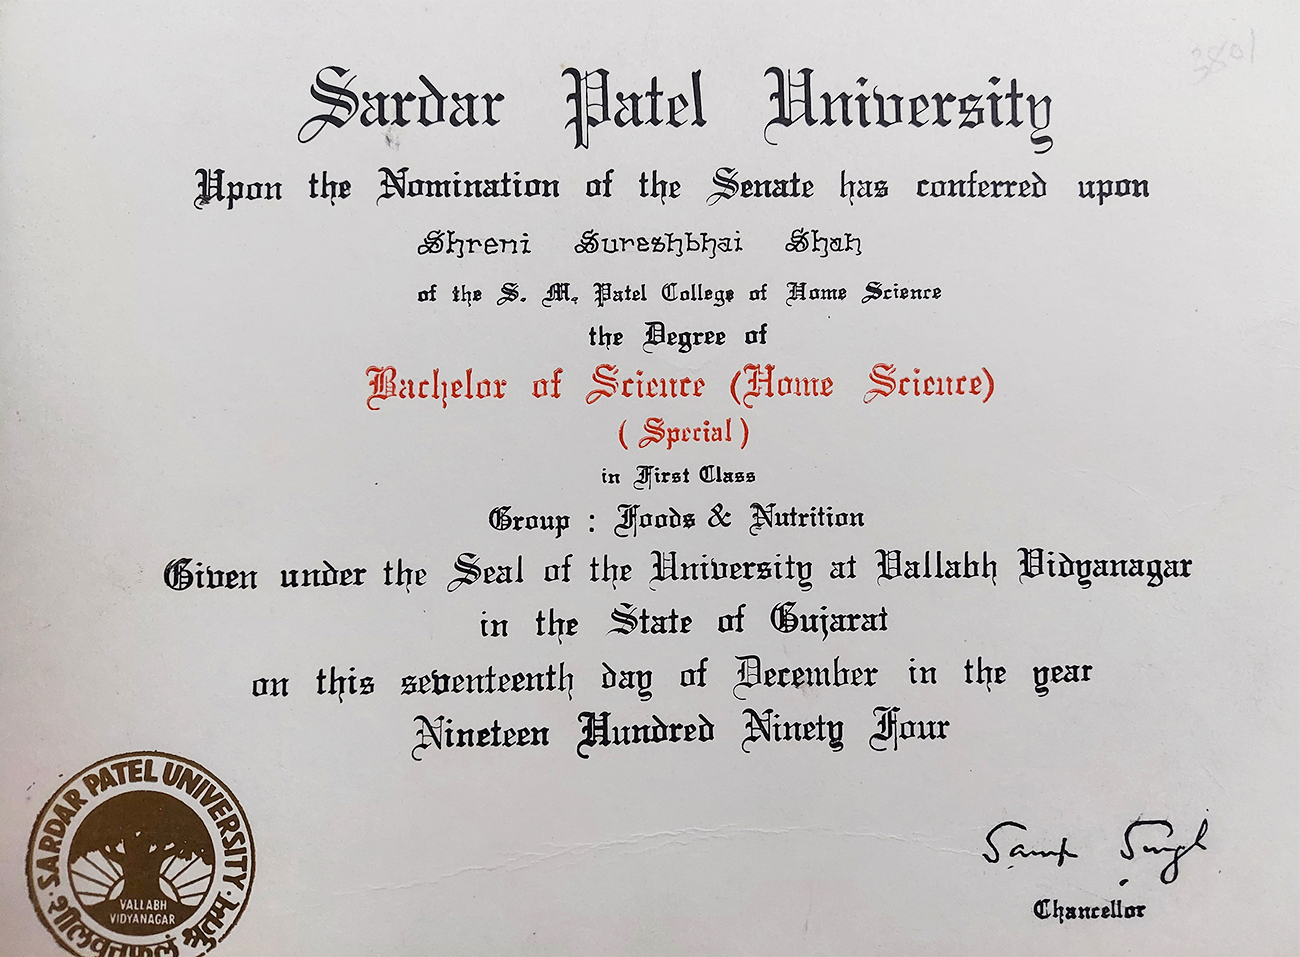 3801
Sardar Patel University
Upon the Nomination of the Senate has conferred upon
Shreni Sureshbhai Shah
of the S. M. Patel College of Home Science
the Degree of
Bachelor of Science (Home Science)
( Special )
in First Class
Group : Foods & Nutrition
Given under the Seal of the University at Vallabh Vidyanagar
in the State of Gujarat
on this seventeenth day of December in the year
Nineteen Hundred Ninety Four
SARDAR PATEL UNIVERSITY
VALLABH
VIDYANAGAR
Singh
Chancellor